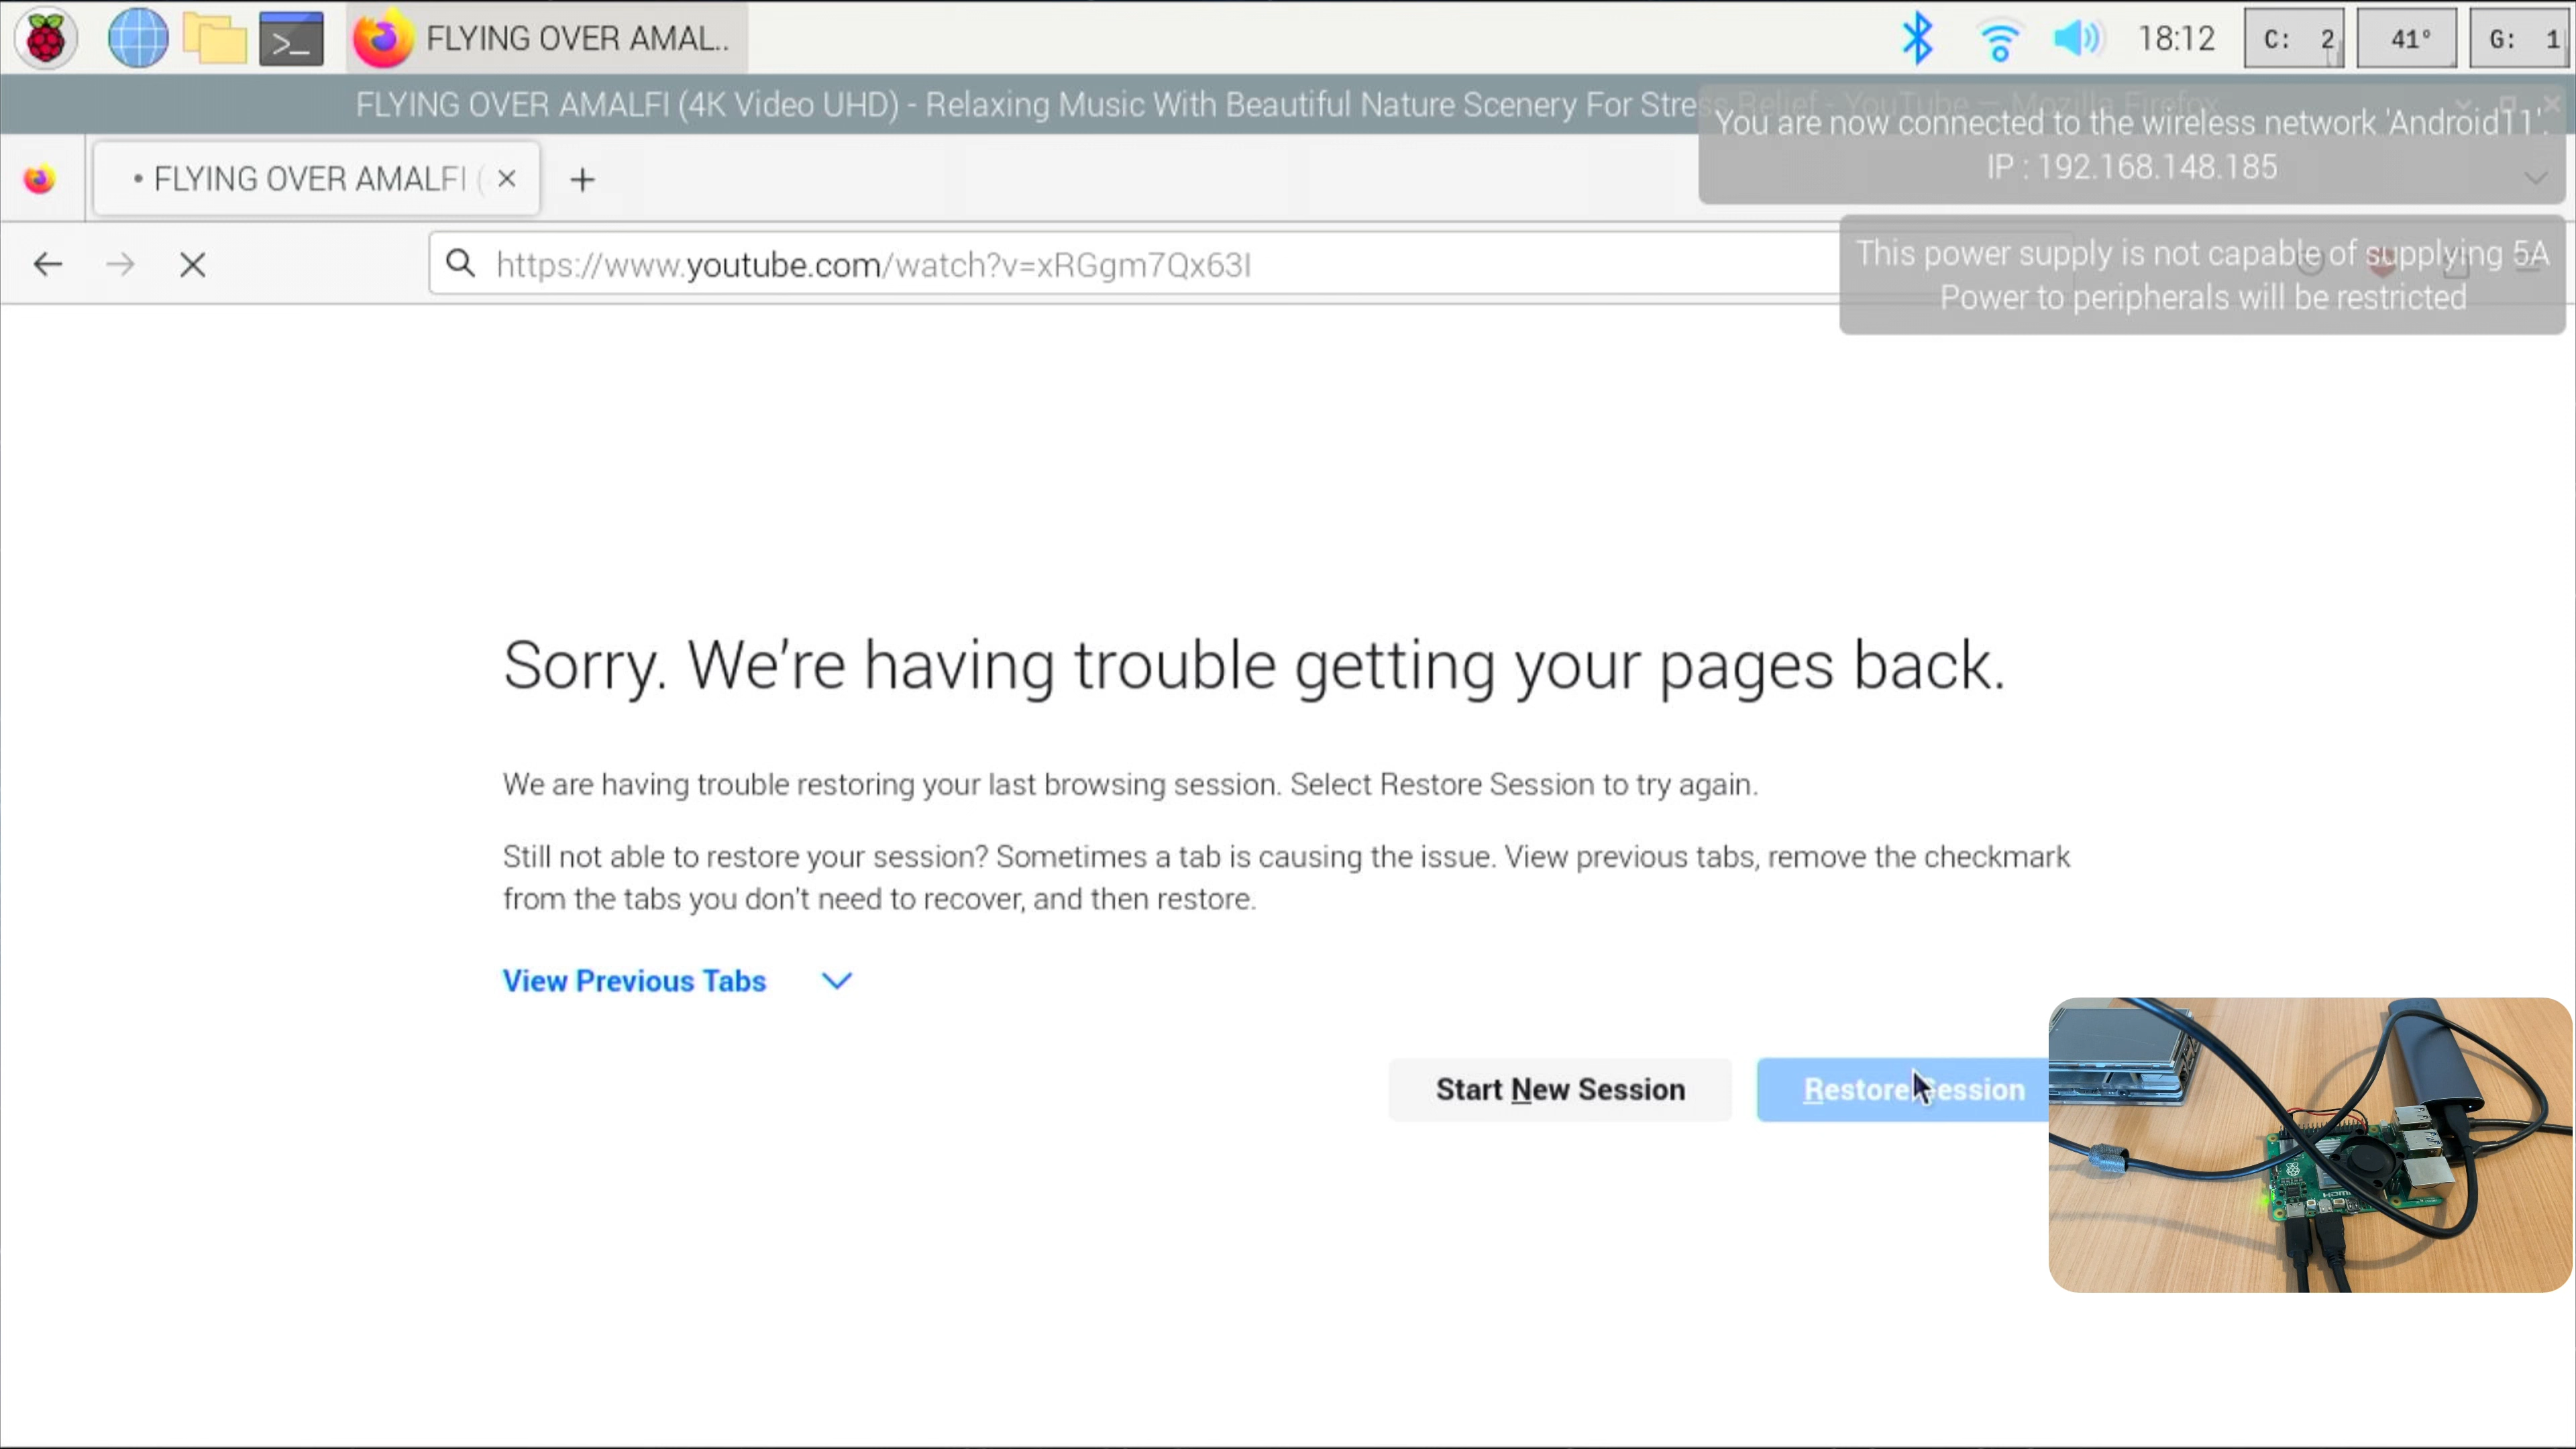 FLYING OVER AMAL..
18:12
C: 2
41°
G: 1
FLYING OVER AMALFI (4K Video UHD) - Relaxing Music With Beautiful Nature Scenery For Stress Relief - YouTube — Mozilla Firefox
You are now connected to the wireless network 'Android11'.
IP : 192.168.148.185
• FLYING OVER AMALFI (
https://www.youtube.com/watch?v=xRGgm7Qx63I
This power supply is not capable of supplying 5A
Power to peripherals will be restricted
Sorry. We're having trouble getting your pages back.
We are having trouble restoring your last browsing session. Select Restore Session to try again.
Still not able to restore your session? Sometimes a tab is causing the issue. View previous tabs, remove the checkmark
from the tabs you don't need to recover, and then restore.
View Previous Tabs
Start New Session
Restore Session
HDMI